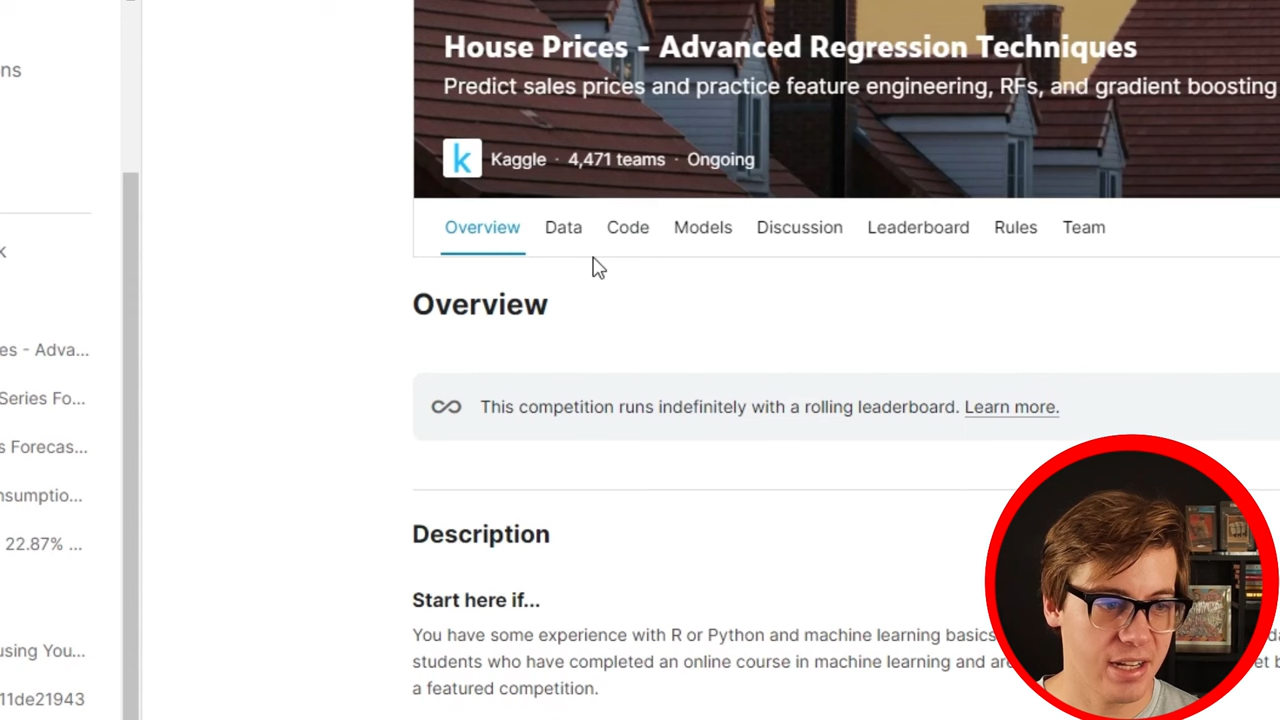 ns
k
es - Adva...
Series Fo...
s Forecas...
nsumptio...
22.87% ...
using You...
11de21943
House Prices - Advanced Regression Techniques
Predict sales prices and practice feature engineering, RFs, and gradient boosting
k
Kaggle · 4,471 teams · Ongoing
Overview Data Code Models Discussion Leaderboard Rules Team
Overview
This competition runs indefinitely with a rolling leaderboard. Learn more.
Description
Start here if...
You have some experience with R or Python and machine learning basics
students who have completed an online course in machine learning and are
a featured competition.